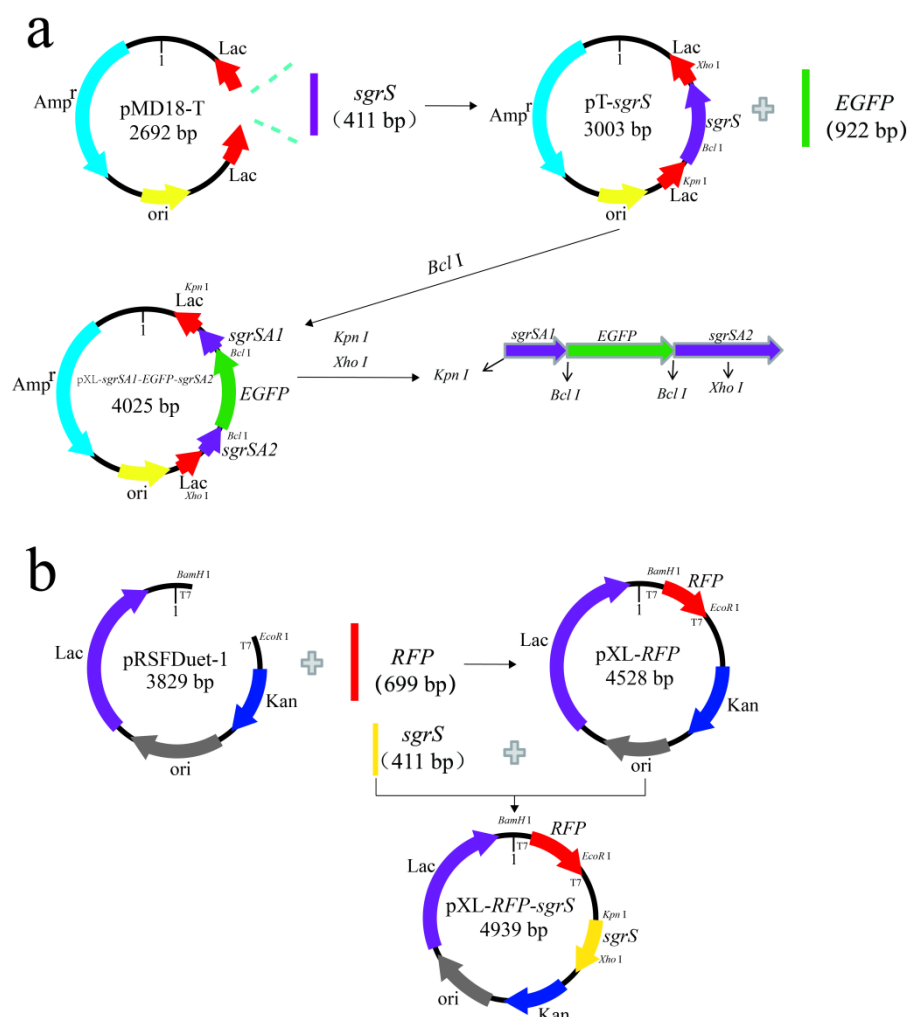 a
Lac
Amp^r
pMD18-T
2692 bp
Lac
ori
1
sgrS
(411 bp)
Lac
Xho I
Amp^r
pT-sgrS
3003 bp
sgrS
Bcl I
Kpn I
Lac
ori
1
EGFP
(922 bp)
Bcl I
Kpn I
Lac
sgrSA1
Bcl I
Amp^r
pXL-sgrSA1-EGFP-sgrSA2
4025 bp
EGFP
Bcl I
sgrSA2
Lac
Xho I
ori
1
Kpn I
Xho I
sgrSA1 EGFP sgrSA2
Kpn I
Bcl I Bcl I Xho I
b
BamH I
T7
1
EcoR I
T7
Lac
pRSFDuet-1
3829 bp
Kan
ori
RFP
(699 bp)
BamH I
RFP
T7
1
EcoR I
T7
Lac
pXL-RFP
4528 bp
Kan
ori
sgrS
(411 bp)
BamH I
RFP
T7
1
EcoR I
T7
Lac
pXL-RFP-sgrS
4939 bp
Kpn I
sgrS
Xho I
ori
Kan